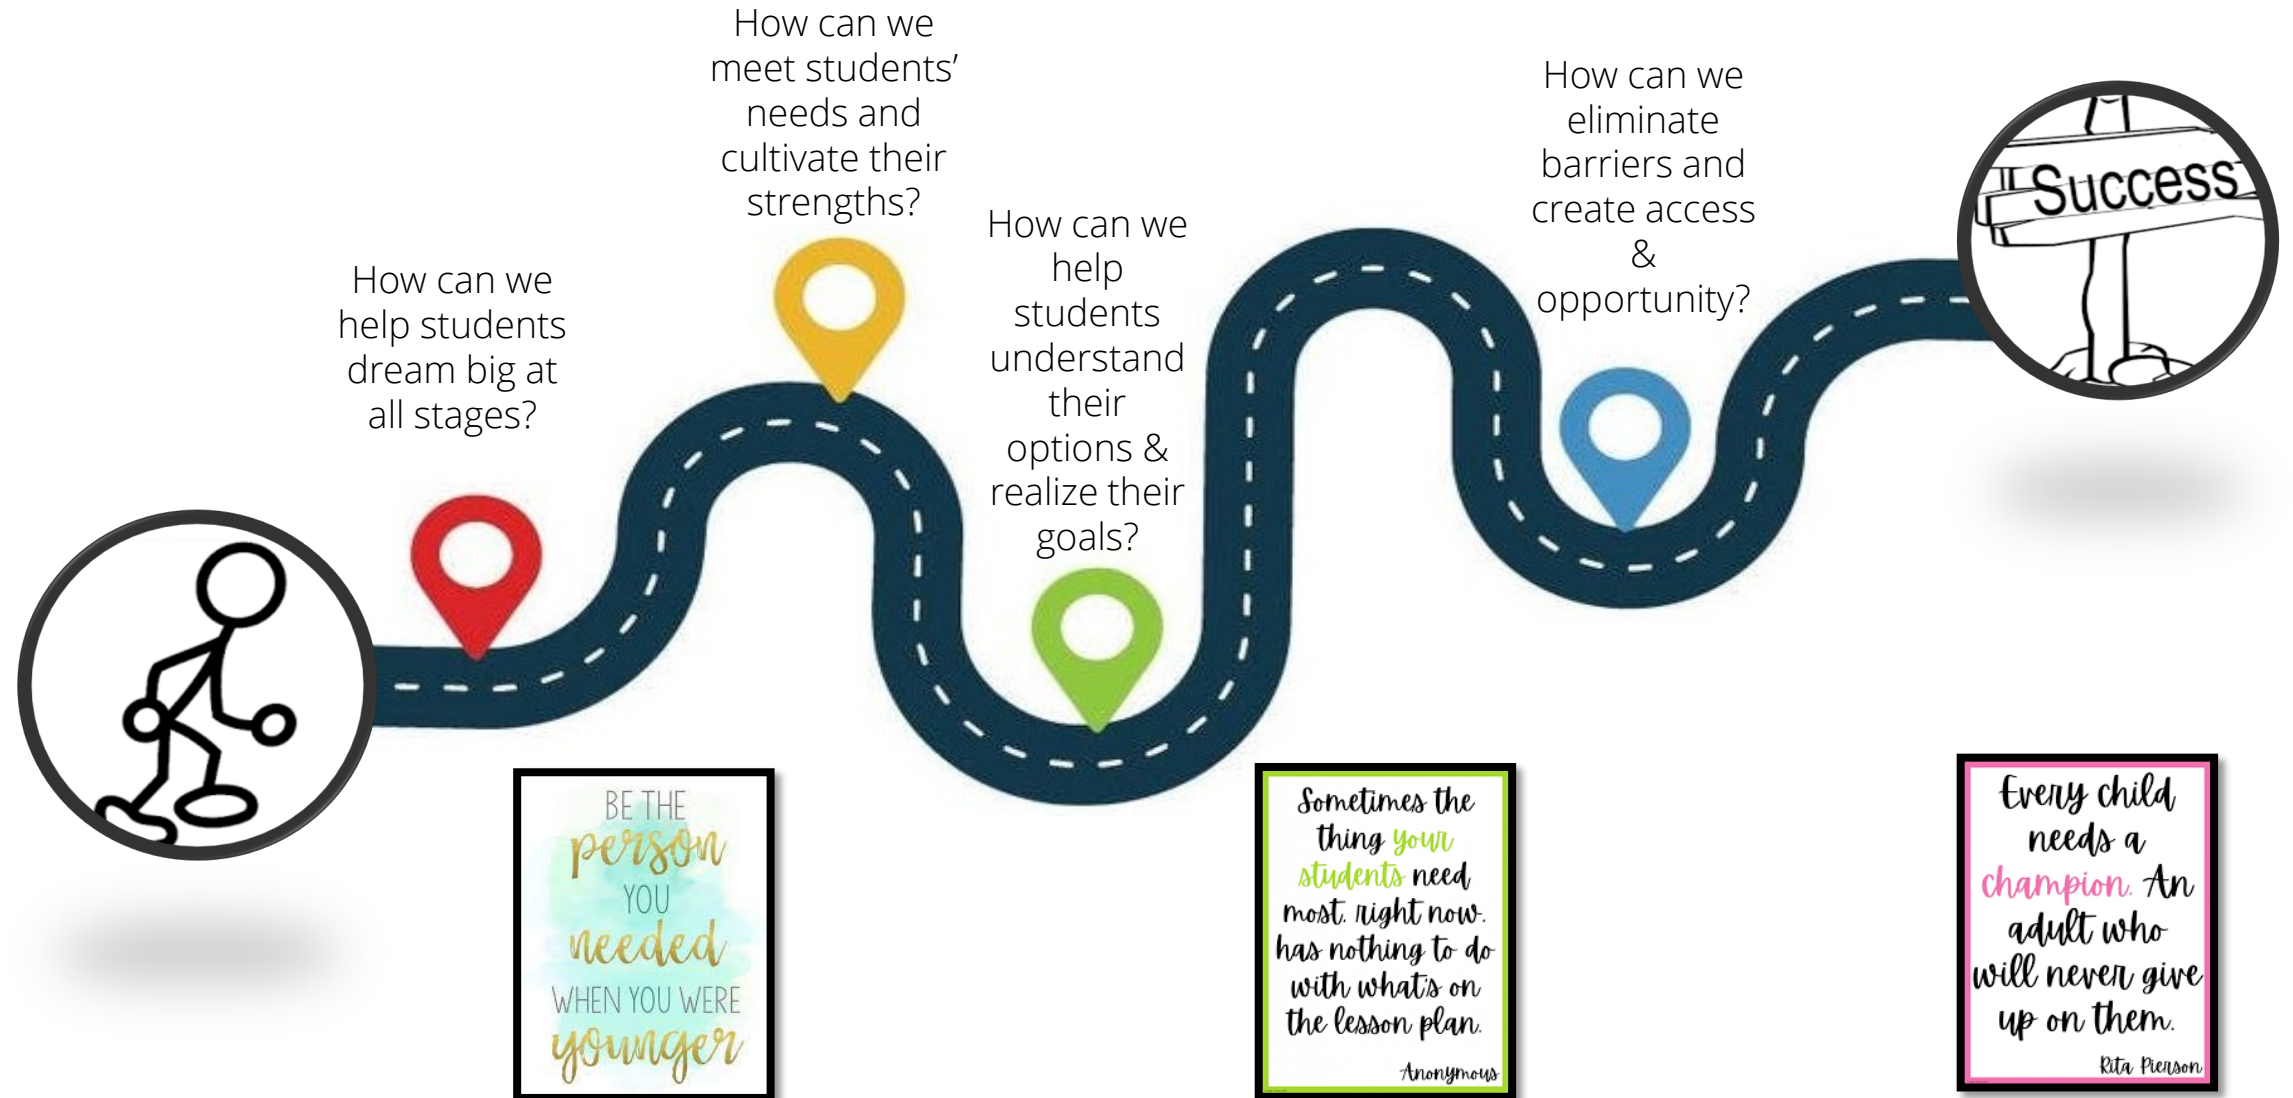 How can we
meet students’
needs and
cultivate their
strengths?
How can we
help students
dream big at
all stages?
How can we
help
students
understand
their
options &
realize their
goals?
How can we
eliminate
barriers and
create access
&
opportunity?
Success
BE THE
person
YOU
needed
WHEN YOU WERE
younger
Sometimes the
thing your
students need
most, right now,
has nothing to do
with what's on
the lesson plan.
Anonymous
Every child
needs a
champion. An
adult who
will never give
up on them.
Rita Pierson